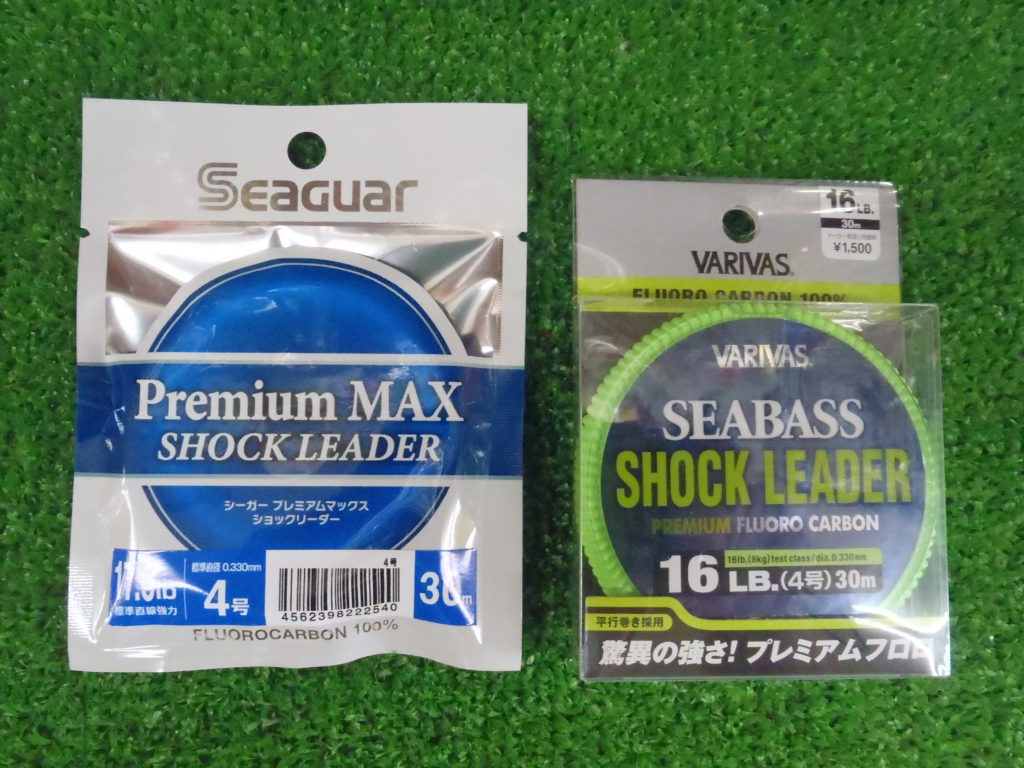 Seaguar
Premium MAX
SHOCK LEADER
シーガー プレミアムマックス
ショックリーダー
標準直径 0.330mm
標準直線強力
4号
4号
4562398222540
30m
FLUOROCARBON 100%
16LB.
30m
¥1,500
VARIVAS
FLUORO CARBON 100%
VARIVAS
SEABASS
SHOCK LEADER
PREMIUM FLUORO CARBON
16lb.(8kg)test class/dia.0.330mm
16 LB.(4号)30m
平行巻き採用
驚異の強さ!プレミアムフロロ